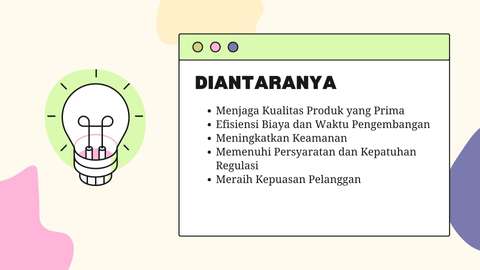 DIANTARANYA
Menjaga Kualitas Produk yang Prima
Efisiensi Biaya dan Waktu Pengembangan
Meningkatkan Keamanan
Memenuhi Persyaratan dan Kepatuhan
Regulasi
Meraih Kepuasan Pelanggan